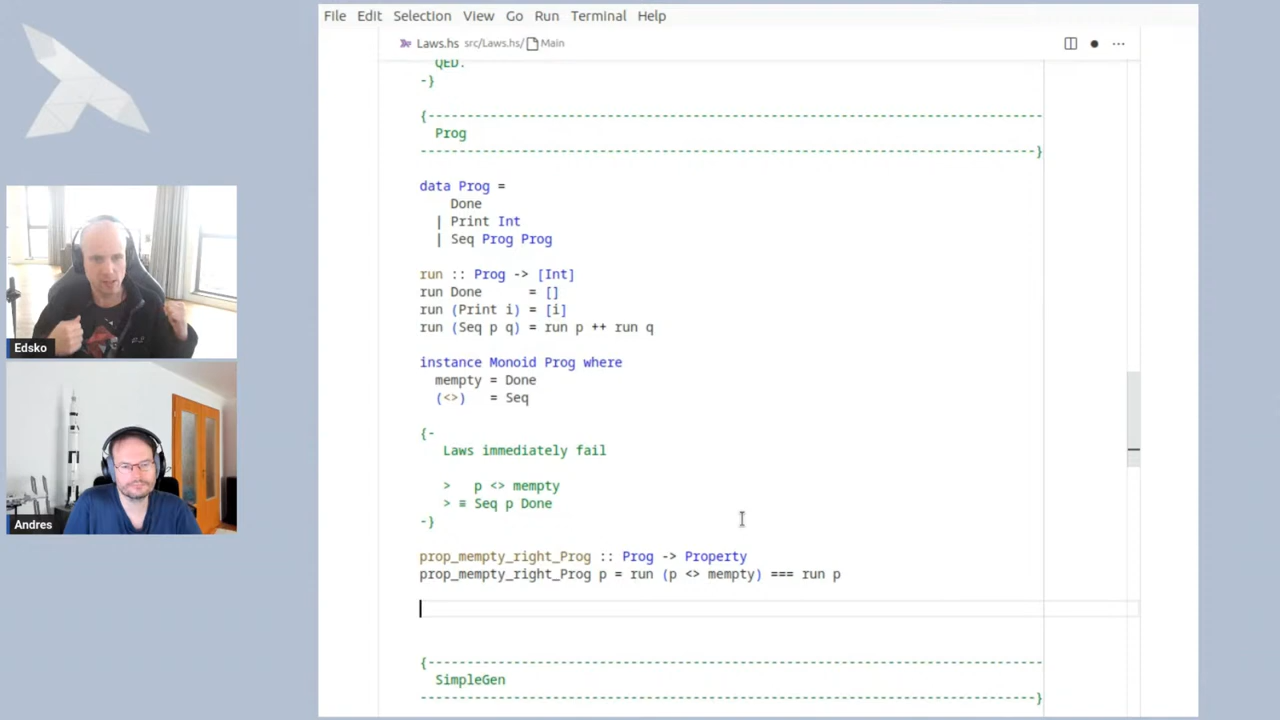 File Edit Selection View Go Run Terminal Help
Laws.hs src/Laws.hs/ Main
QED.
-}
{------------------------------------------------------------------------------
Prog
------------------------------------------------------------------------------}
data Prog =
Done
| Print Int
| Seq Prog Prog
run :: Prog -> [Int]
run Done = []
run (Print i) = [i]
run (Seq p q) = run p ++ run q
instance Monoid Prog where
mempty = Done
(<>) = Seq
{-
Laws immediately fail
> p <> mempty
> ≡ Seq p Done
-}
prop_mempty_right_Prog :: Prog -> Property
prop_mempty_right_Prog p = run (p <> mempty) === run p
{------------------------------------------------------------------------------
SimpleGen
------------------------------------------------------------------------------}
Edsko
Andres